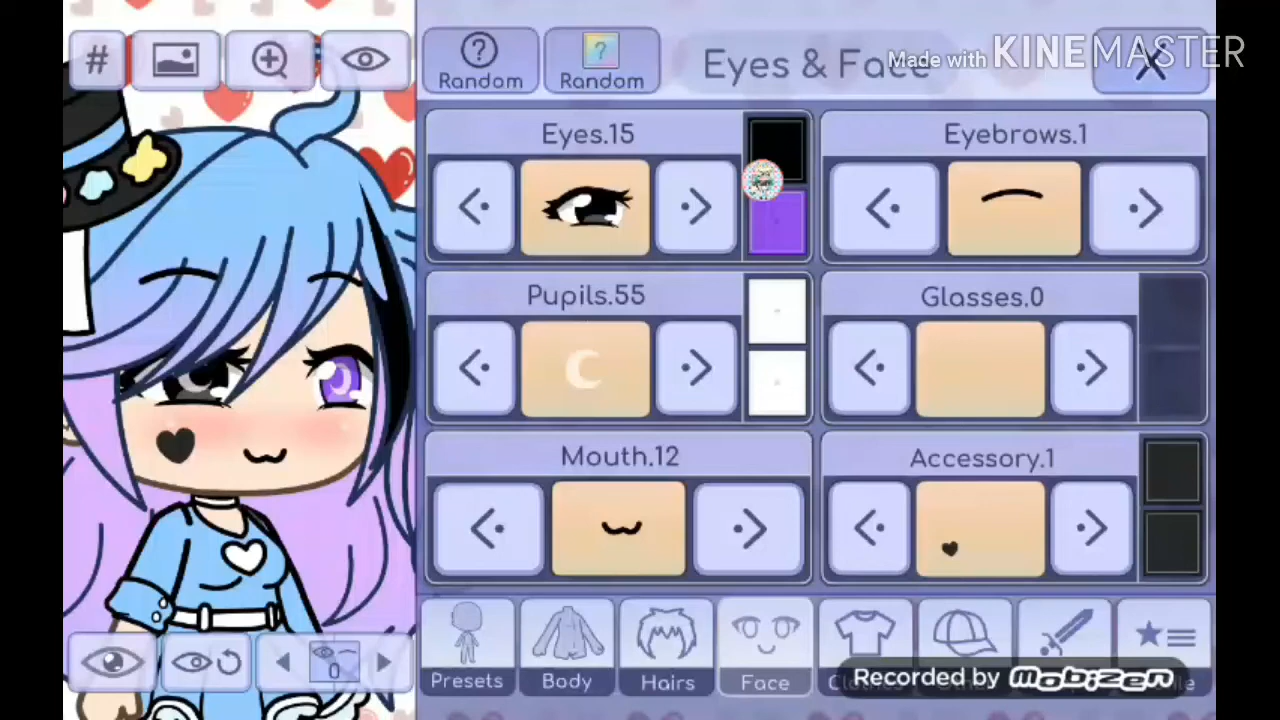 #
?
Random
?
Random
Eyes & Face
Made with KINEMASTER
X
Eyes.15
Eyebrows.1
Pupils.55
Glasses.0
Mouth.12
Accessory.1
0
Presets
Body
Hairs
Face
Recorded by mobizen